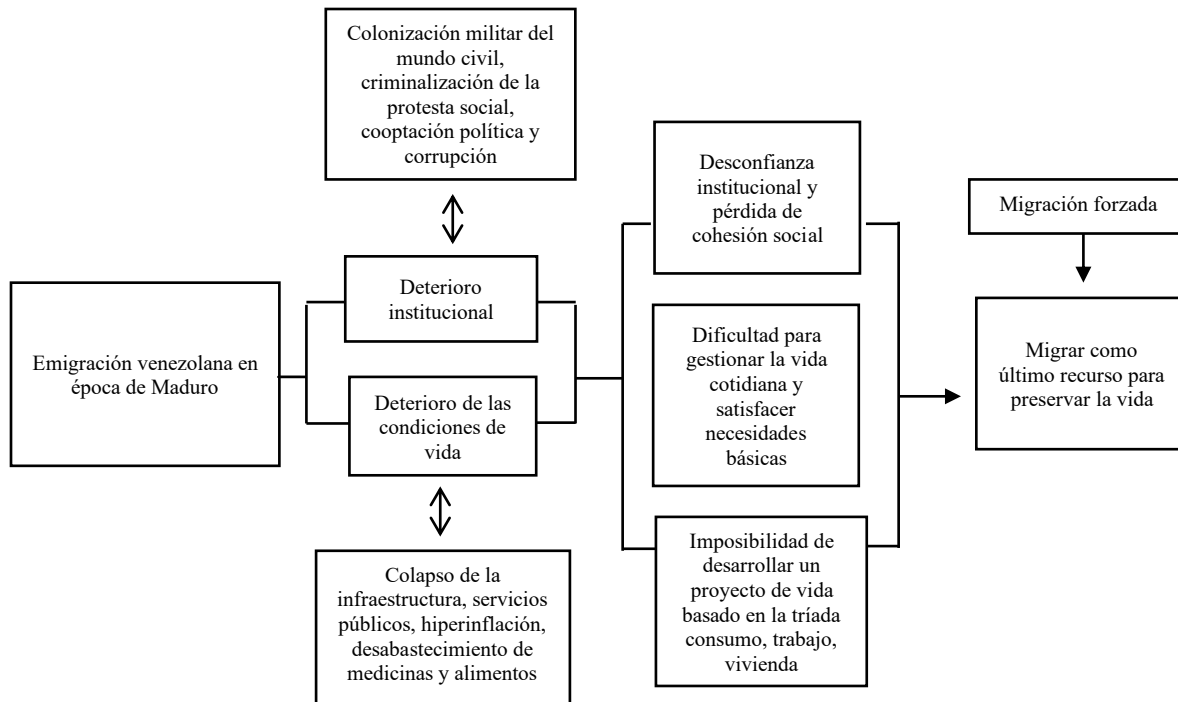 Colonización militar del
mundo civil,
criminalización de la
protesta social,
cooptación política y
corrupción
Desconfianza
institucional y
pérdida de
cohesión social
Migración forzada
Deterioro
institucional
Emigración venezolana en
época de Maduro
Dificultad para
gestionar la vida
cotidiana y
satisfacer
necesidades
básicas
Migrar como
último recurso para
preservar la vida
Deterioro de las
condiciones de
vida
Colapso de la
infraestructura, servicios
públicos, hiperinflación,
desabastecimiento de
medicinas y alimentos
Imposibilidad de
desarrollar un
proyecto de vida
basado en la tríada
consumo, trabajo,
vivienda